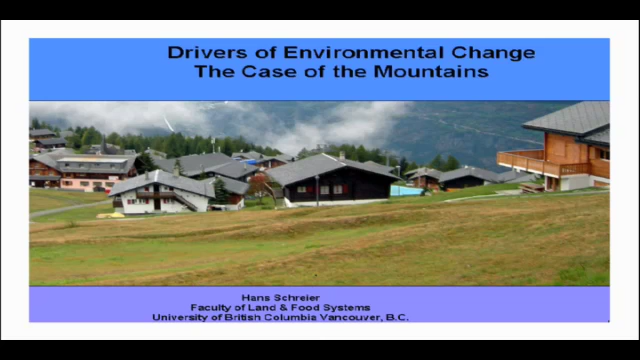 Drivers of Environmental Change
The Case of the Mountains
Hans Schreier
Faculty of Land & Food Systems
University of British Columbia Vancouver, B.C.